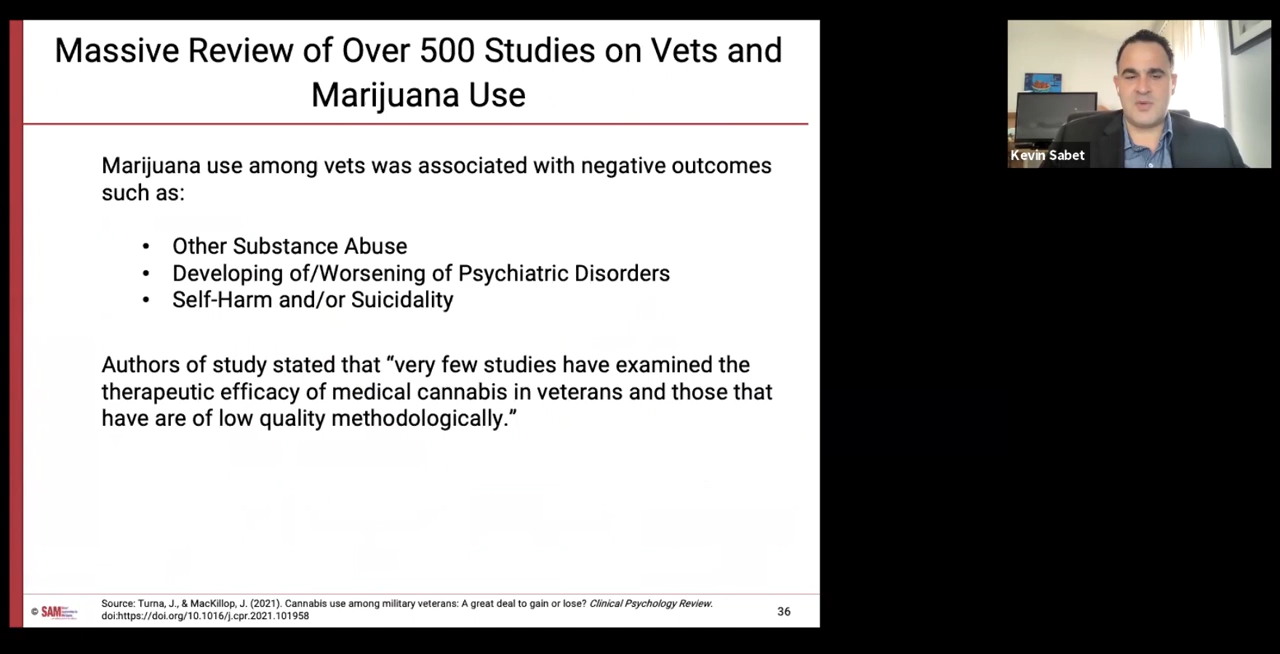 Massive Review of Over 500 Studies on Vets and
Marijuana Use
Marijuana use among vets was associated with negative outcomes
such as:
• Other Substance Abuse
• Developing of/Worsening of Psychiatric Disorders
• Self-Harm and/or Suicidality
Authors of study stated that “very few studies have examined the
therapeutic efficacy of medical cannabis in veterans and those that
have are of low quality methodologically.”
© SAM
Source: Turna, J., & MacKillop, J. (2021). Cannabis use among military veterans: A great deal to gain or lose? Clinical Psychology Review.
doi:https://doi.org/10.1016/j.cpr.2021.101958
36
Kevin Sabet